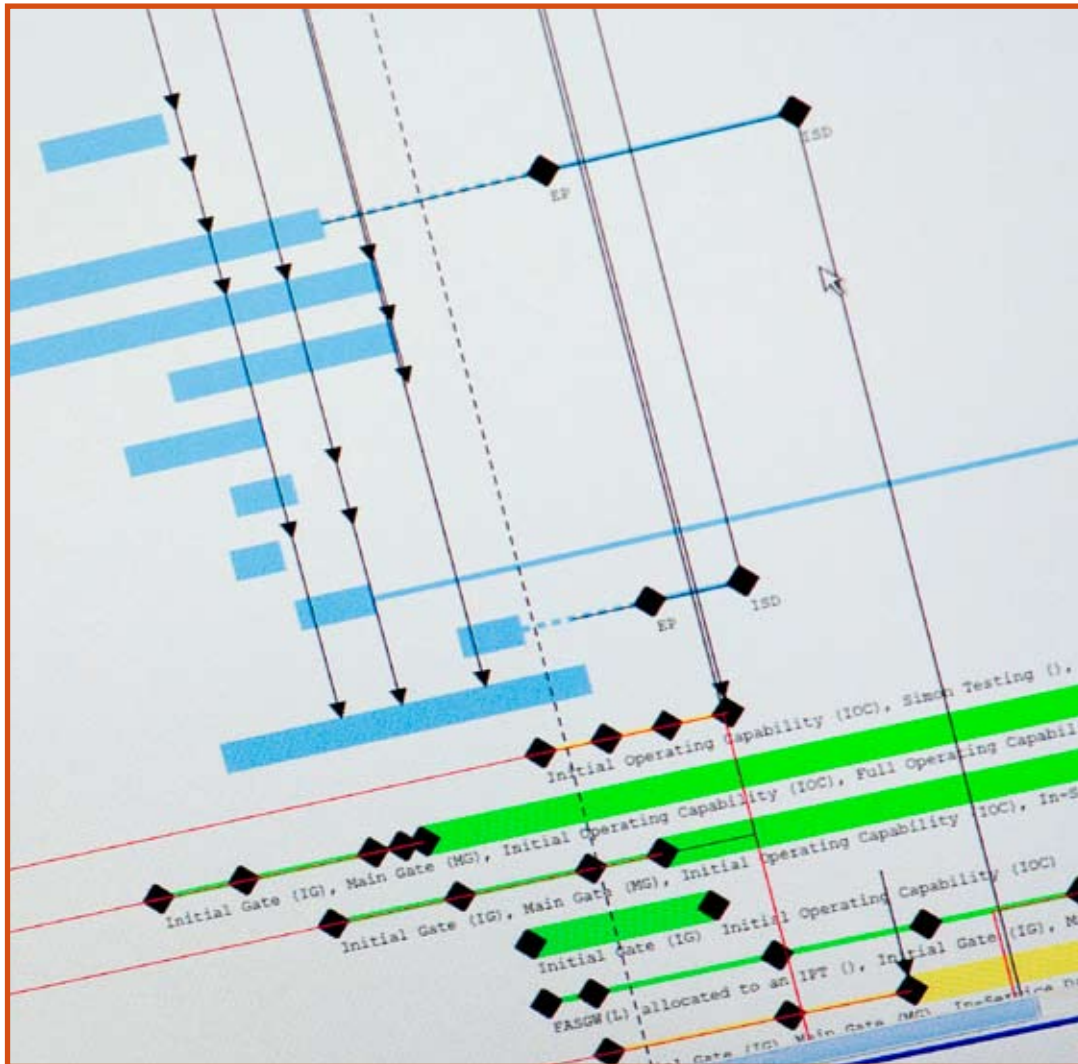 ISD
EP
ISD
EP
Initial Operating Capability (IOC), Simon Testing (),
Initial Gate (IG), Main Gate (MG), Initial Operating Capability (IOC), Full Operating Capabil
Initial Gate (IG), Main Gate (MG), Initial Operating Capability (IOC), In-S
Initial Gate (IG) Initial Operating Capability (IOC)
FASGW(L) allocated to an IPT (), Initial Gate (IG), M
Gate (IG), Main Gate (MG), In-Service D